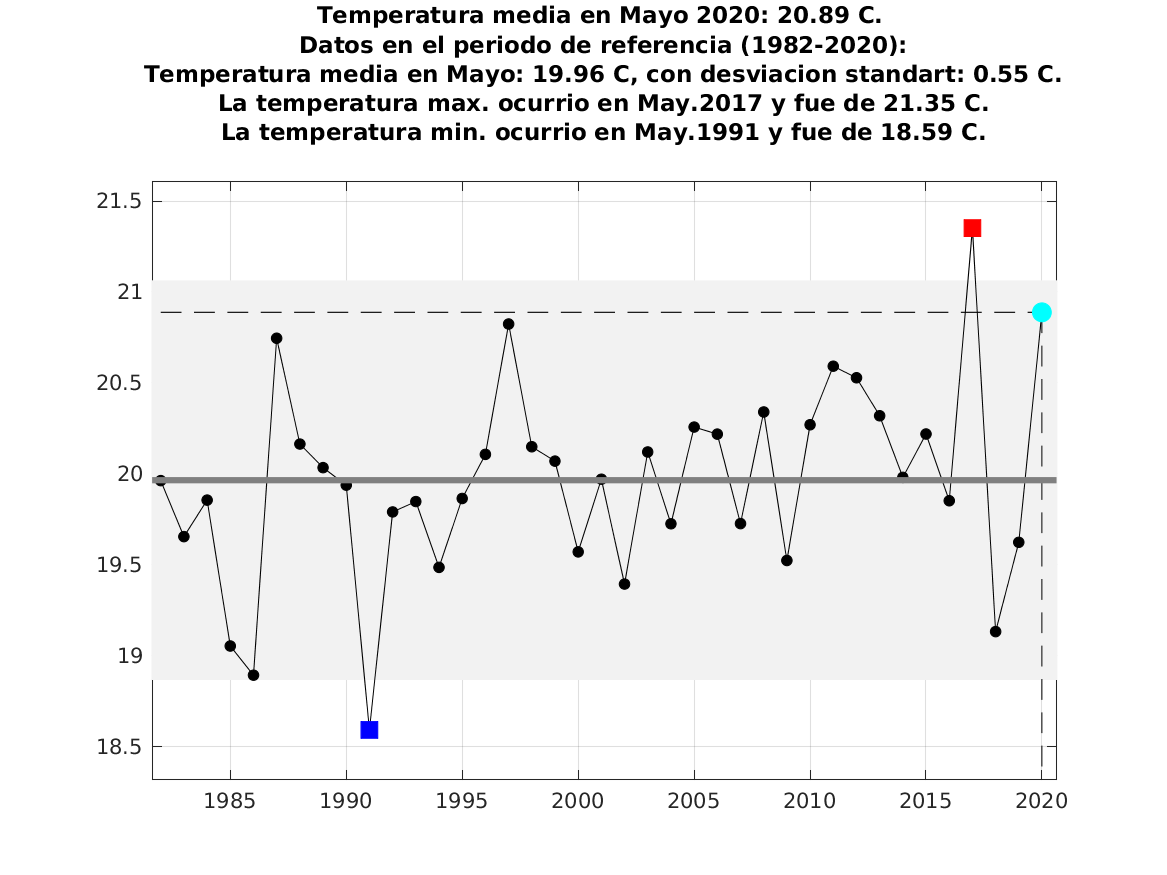 Temperatura media en Mayo 2020: 20.89 C.
Datos en el periodo de referencia (1982-2020):
Temperatura media en Mayo: 19.96 C, con desviacion standart: 0.55 C.
La temperatura max. ocurrio en May.2017 y fue de 21.35 C.
La temperatura min. ocurrio en May.1991 y fue de 18.59 C.
21.5
21
20.5
20
19.5
19
18.5
1985 1990 1995 2000 2005 2010 2015 2020